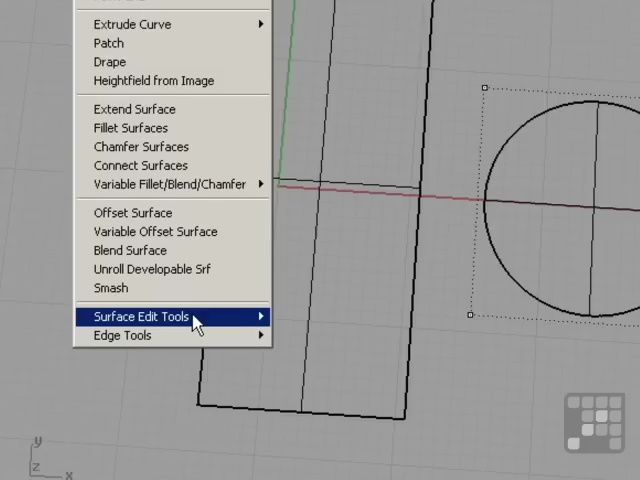 Extrude Curve
Patch
Drape
Heightfield from Image
Extend Surface
Fillet Surfaces
Chamfer Surfaces
Connect Surfaces
Variable Fillet/Blend/Chamfer
Offset Surface
Variable Offset Surface
Blend Surface
Unroll Developable Srf
Smash
Surface Edit Tools
Edge Tools
y
z
x